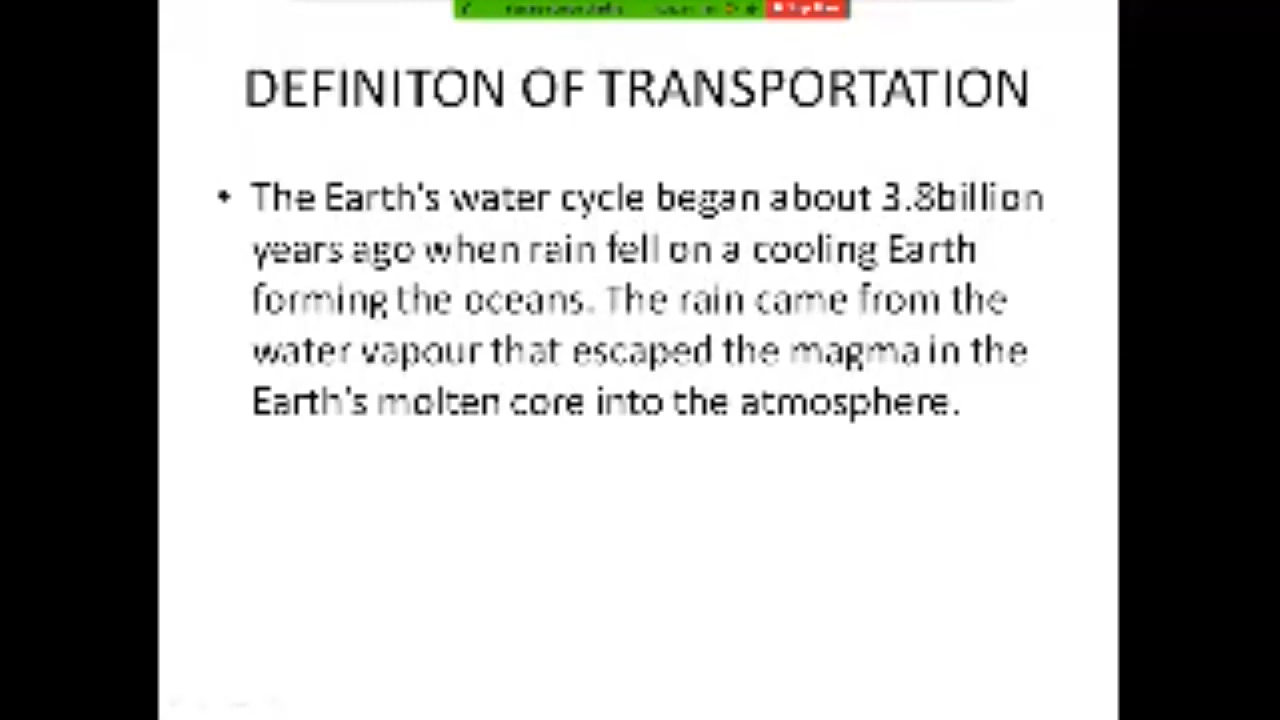 DEFINITON OF TRANSPORTATION
• The Earth's water cycle began about 3.8billion
years ago when rain fell on a cooling Earth
forming the oceans. The rain came from the
water vapour that escaped the magma in the
Earth's molten core into the atmosphere.